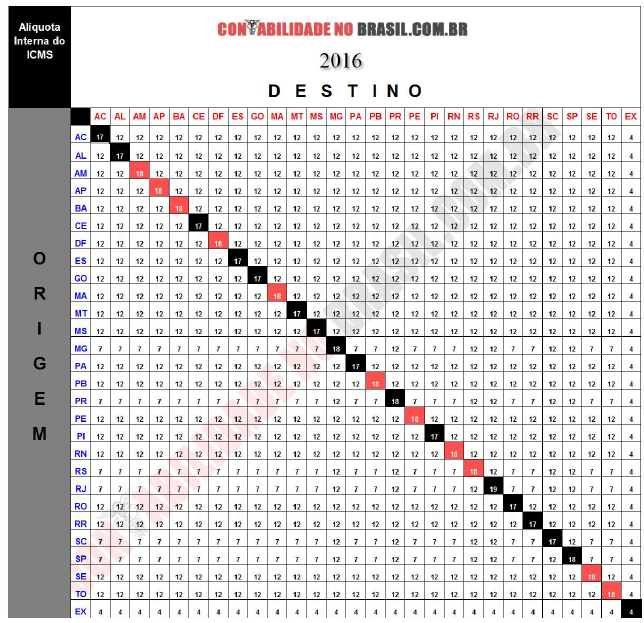 Alíquota
Interna do
ICMS
CONTABILIDADE NO BRASIL.COM.BR
2016
D E S T I N O
AC AL AM AP BA CE DF ES GO MA MT MS MG PA PB PR PE PI RN RS RJ RO RR SC SP SE TO EX
AC 17 12 12 12 12 12 12 12 12 12 12 12 12 12 12 12 12 12 12 12 12 12 12 12 12 12 12 4
AL 12 17 12 12 12 12 12 12 12 12 12 12 12 12 12 12 12 12 12 12 12 12 12 12 12 12 12 4
AM 12 12 18 12 12 12 12 12 12 12 12 12 12 12 12 12 12 12 12 12 12 12 12 12 12 12 12 4
AP 12 12 12 18 12 12 12 12 12 12 12 12 12 12 12 12 12 12 12 12 12 12 12 12 12 12 12 4
BA 12 12 12 12 18 12 12 12 12 12 12 12 12 12 12 12 12 12 12 12 12 12 12 12 12 12 12 4
CE 12 12 12 12 12 17 12 12 12 12 12 12 12 12 12 12 12 12 12 12 12 12 12 12 12 12 12 4
DF 12 12 12 12 12 12 18 12 12 12 12 12 12 12 12 12 12 12 12 12 12 12 12 12 12 12 12 4
ES 12 12 12 12 12 12 12 17 12 12 12 12 12 12 12 12 12 12 12 12 12 12 12 12 12 12 12 4
GO 12 12 12 12 12 12 12 12 17 12 12 12 12 12 12 12 12 12 12 12 12 12 12 12 12 12 12 4
MA 12 12 12 12 12 12 12 12 12 18 12 12 12 12 12 12 12 12 12 12 12 12 12 12 12 12 12 4
MT 12 12 12 12 12 12 12 12 12 12 17 12 12 12 12 12 12 12 12 12 12 12 12 12 12 12 12 4
MS 12 12 12 12 12 12 12 12 12 12 12 17 12 12 12 12 12 12 12 12 12 12 12 12 12 12 12 4
MG 7 7 7 7 7 7 7 7 7 7 7 7 18 7 7 12 7 7 7 12 12 7 7 12 12 7 7 4
PA 12 12 12 12 12 12 12 12 12 12 12 12 12 17 12 12 12 12 12 12 12 12 12 12 12 12 12 4
PB 12 12 12 12 12 12 12 12 12 12 12 12 12 12 18 12 12 12 12 12 12 12 12 12 12 12 12 4
PR 7 7 7 7 7 7 7 7 7 7 7 7 12 7 7 18 7 7 7 12 12 7 7 12 12 7 7 4
PE 12 12 12 12 12 12 12 12 12 12 12 12 12 12 12 12 18 12 12 12 12 12 12 12 12 12 12 4
PI 12 12 12 12 12 12 12 12 12 12 12 12 12 12 12 12 12 17 12 12 12 12 12 12 12 12 12 4
RN 12 12 12 12 12 12 12 12 12 12 12 12 12 12 12 12 12 12 18 12 12 12 12 12 12 12 12 4
RS 7 7 7 7 7 7 7 7 7 7 7 7 12 7 7 12 7 7 7 18 12 7 7 12 12 7 7 4
RJ 7 7 7 7 7 7 7 7 7 7 7 7 12 7 7 12 7 7 7 12 19 7 7 12 12 7 7 4
RO 12 12 12 12 12 12 12 12 12 12 12 12 12 12 12 12 12 12 12 12 12 17 12 12 12 12 12 4
RR 12 12 12 12 12 12 12 12 12 12 12 12 12 12 12 12 12 12 12 12 12 12 17 12 12 12 12 4
SC 7 7 7 7 7 7 7 7 7 7 7 7 12 7 7 12 7 7 7 12 12 7 7 17 12 7 7 4
SP 7 7 7 7 7 7 7 7 7 7 7 7 12 7 7 12 7 7 7 12 12 7 7 12 18 7 7 4
SE 12 12 12 12 12 12 12 12 12 12 12 12 12 12 12 12 12 12 12 12 12 12 12 12 12 18 12 4
TO 12 12 12 12 12 12 12 12 12 12 12 12 12 12 12 12 12 12 12 12 12 12 12 12 12 12 18 4
EX 4 4 4 4 4 4 4 4 4 4 4 4 4 4 4 4 4 4 4 4 4 4 4 4 4 4 4 4
O
R
I
G
E
M
CONTABILIDADE NO BRASIL.COM.BR